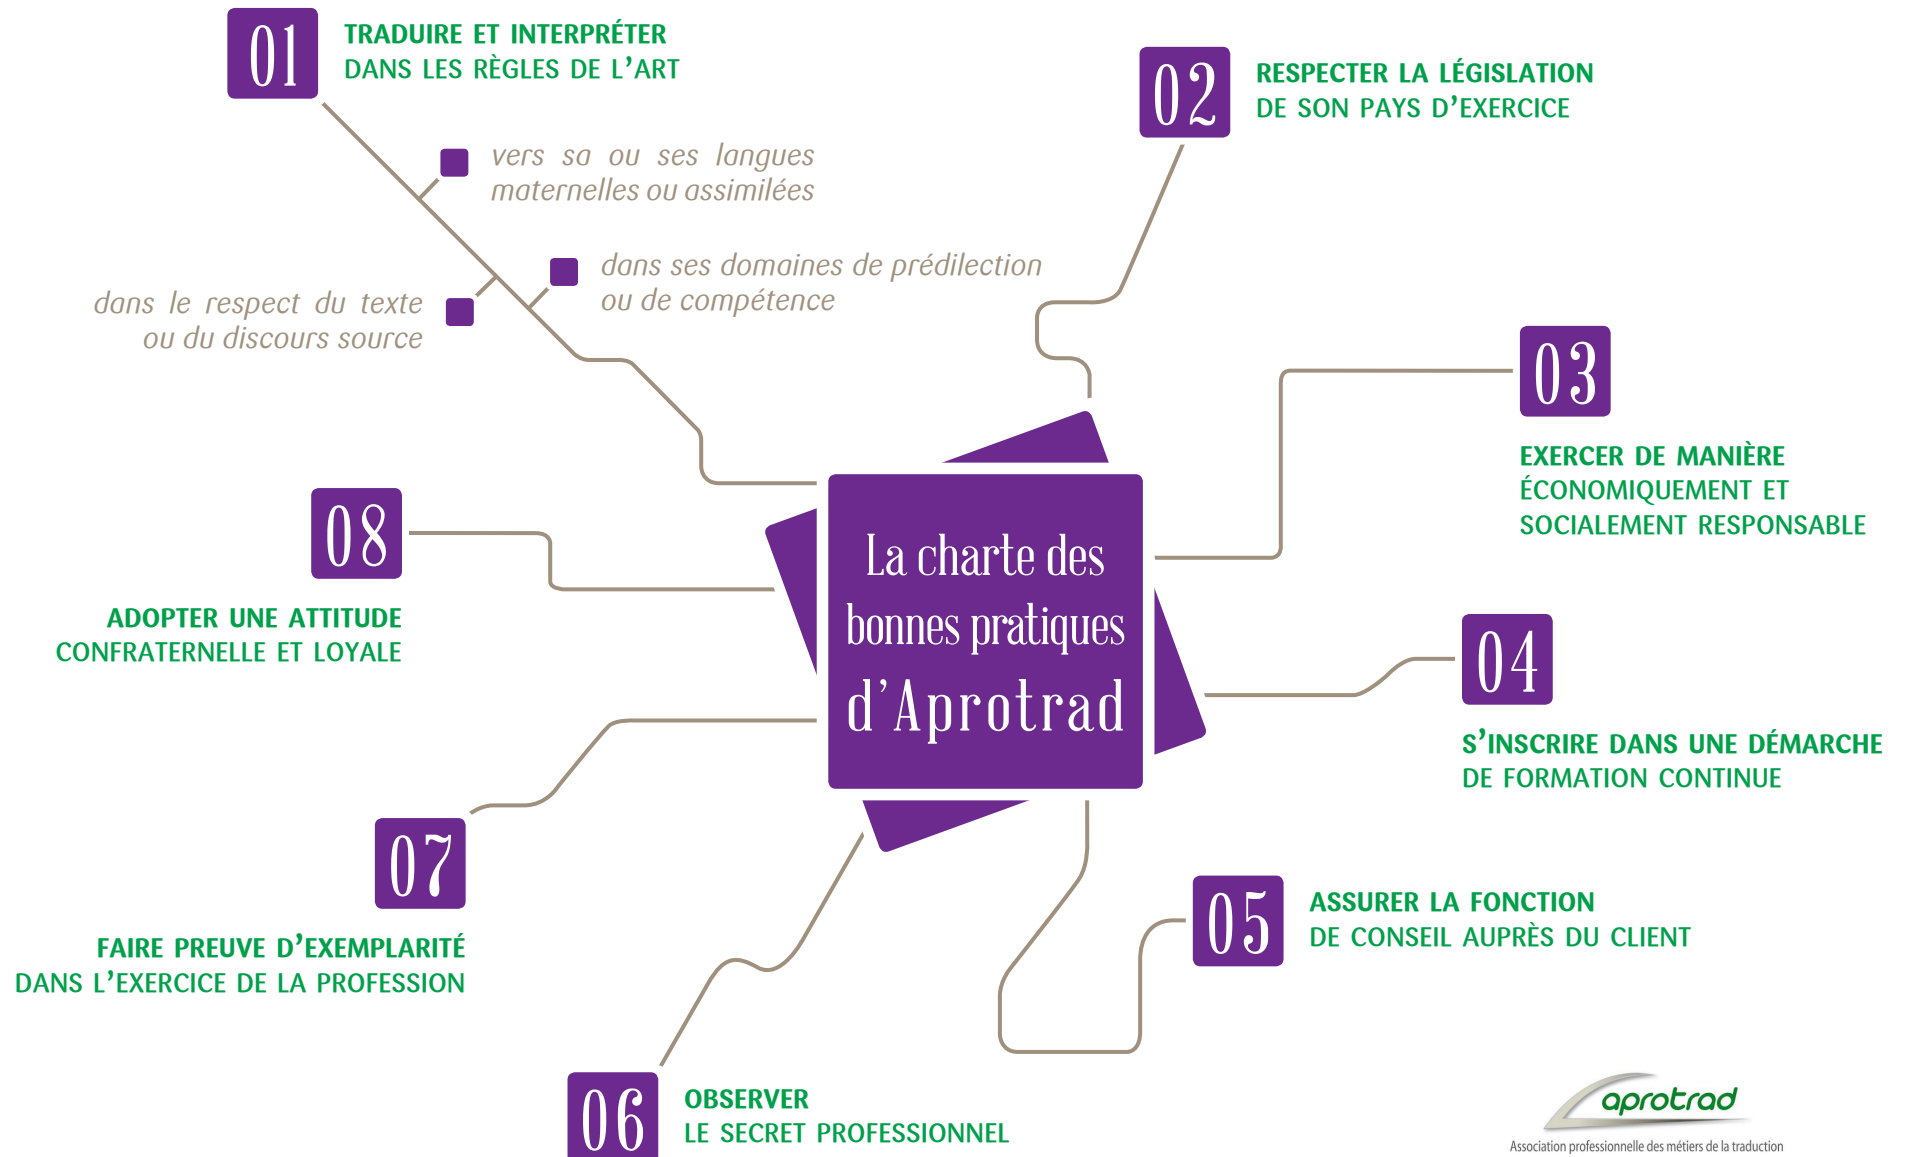 01
TRADUIRE ET INTERPRÉTER
DANS LES RÈGLES DE L’ART
vers sa ou ses langues
maternelles ou assimilées
dans le respect du texte
ou du discours source
dans ses domaines de prédilection
ou de compétence
02
RESPECTER LA LÉGISLATION
DE SON PAYS D’EXERCICE
03
EXERCER DE MANIÈRE
ÉCONOMIQUEMENT ET
SOCIALEMENT RESPONSABLE
La charte des
bonnes pratiques
d’Aprotrad
04
S’INSCRIRE DANS UNE DÉMARCHE
DE FORMATION CONTINUE
05
ASSURER LA FONCTION
DE CONSEIL AUPRÈS DU CLIENT
06
OBSERVER
LE SECRET PROFESSIONNEL
07
FAIRE PREUVE D’EXEMPLARITÉ
DANS L’EXERCICE DE LA PROFESSION
08
ADOPTER UNE ATTITUDE
CONFRATERNELLE ET LOYALE
aprotrad
Association professionnelle des métiers de la traduction